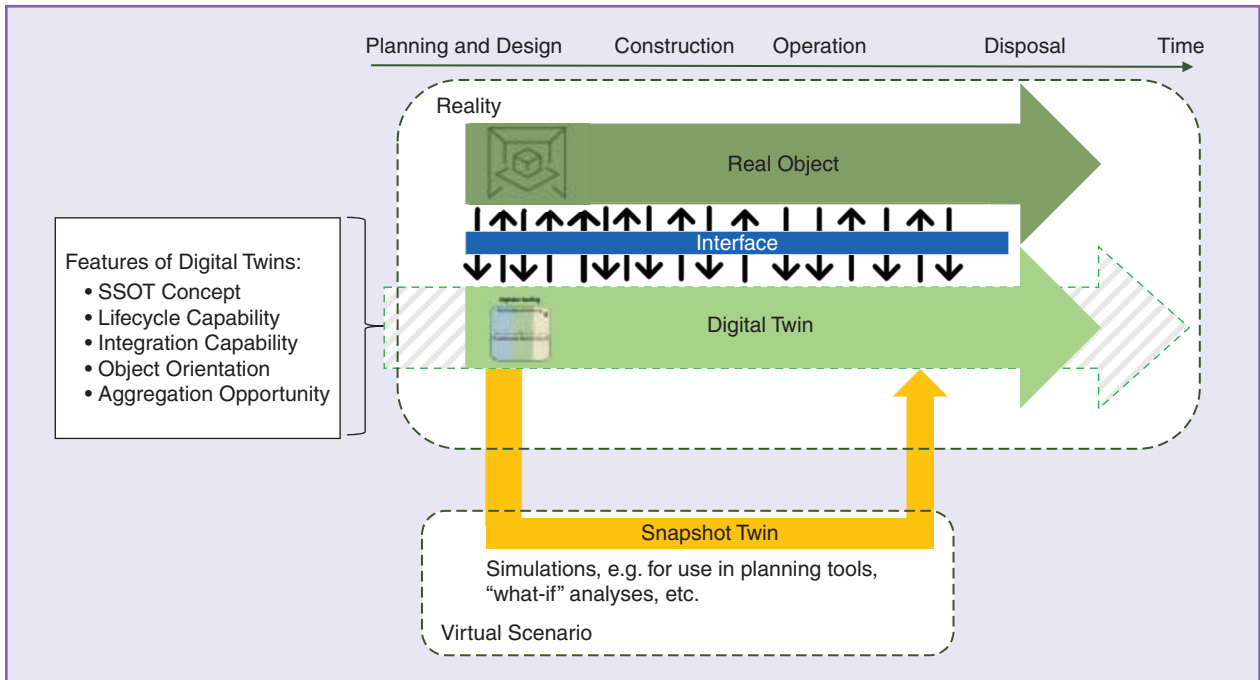 Planning and Design Construction Operation Disposal Time
Reality
Real Object
Interface
Features of Digital Twins:
• SSOT Concept
• Lifecycle Capability
• Integration Capability
• Object Orientation
• Aggregation Opportunity
Digital Twin
Snapshot Twin
Simulations, e.g. for use in planning tools,
“what-if” analyses, etc.
Virtual Scenario